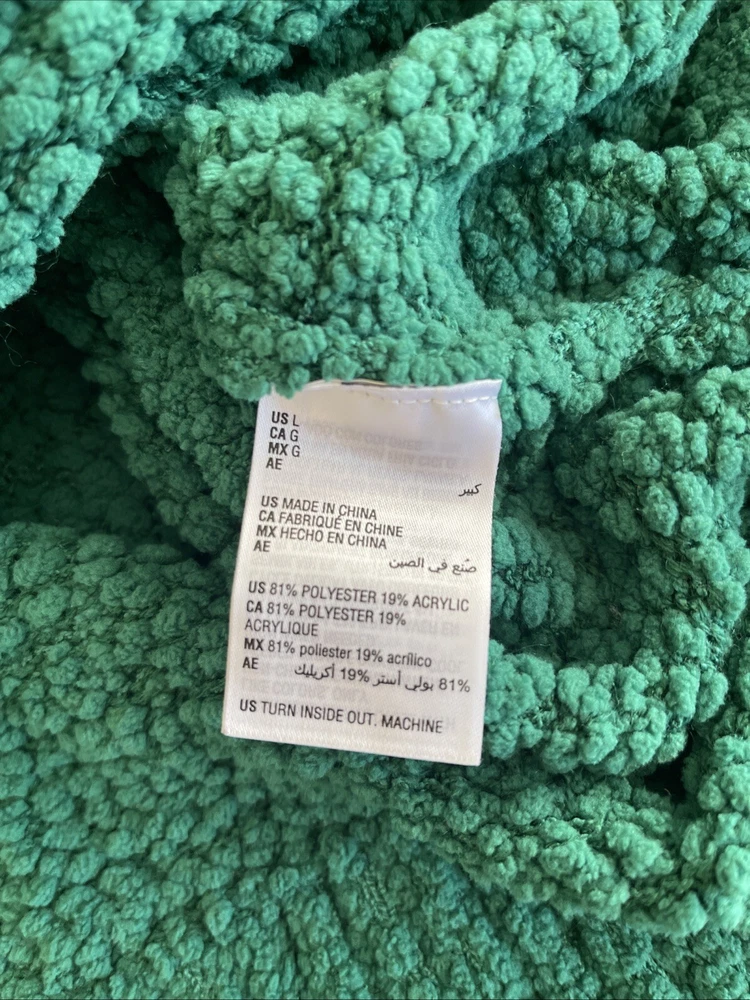 US L
CA G
MX G
AE
كبير
US MADE IN CHINA
CA FABRIQUÉ EN CHINE
MX HECHO EN CHINA
AE
صُنع في الصين
US 81% POLYESTER 19% ACRYLIC
CA 81% POLYESTER 19%
ACRYLIQUE
MX 81% poliester 19% acrílico
AE 81% بولي أستر 19% أكريليك
US TURN INSIDE OUT. MACHINE